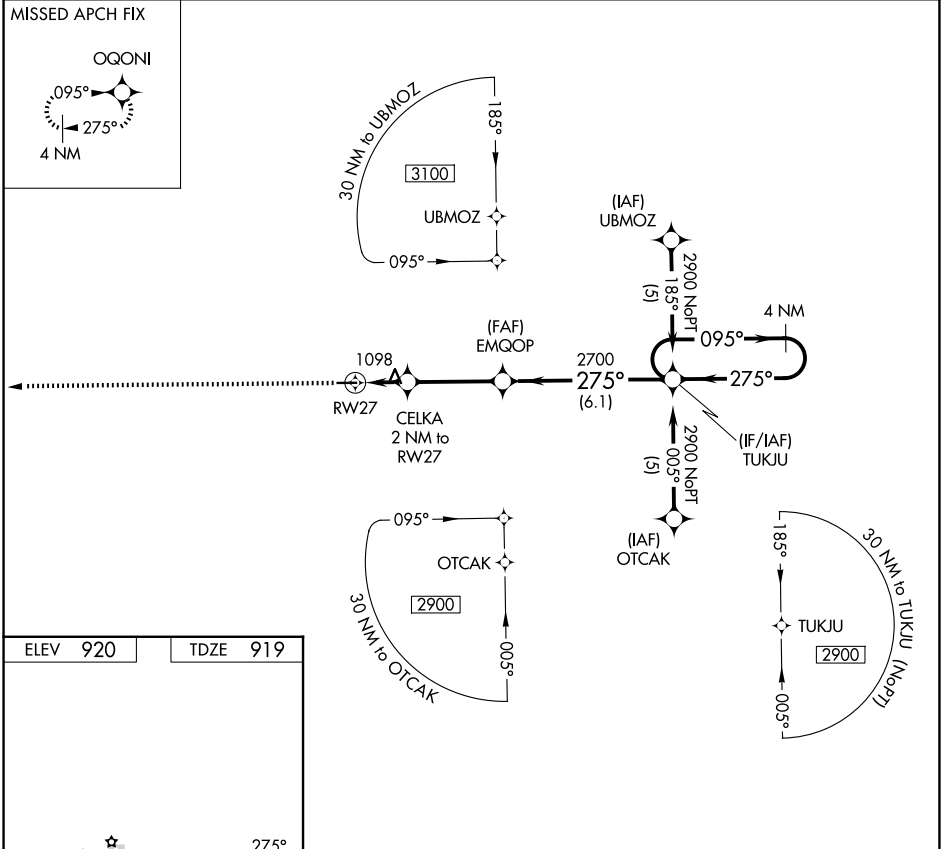 MISSED APCH FIX
OQONI
095°
275°
4 NM
30 NM to UBMOZ
185°
3100
UBMOZ
095°
(IAF)
UBMOZ
2900 NoPT
185°
(5)
4 NM
095°
275°
(FAF)
EMQOP
2700
275°
(6.1)
1098
RW27
CELKA
2 NM to
RW27
(IF/IAF)
TUKJU
2900 NoPT
005°
(5)
(IAF)
OTCAK
095°
OTCAK
2900
30 NM to OTCAK
005°
185°
30 NM to TUKJU (NoPT)
TUKJU
2900
005°
ELEV 920
TDZE 919
275°